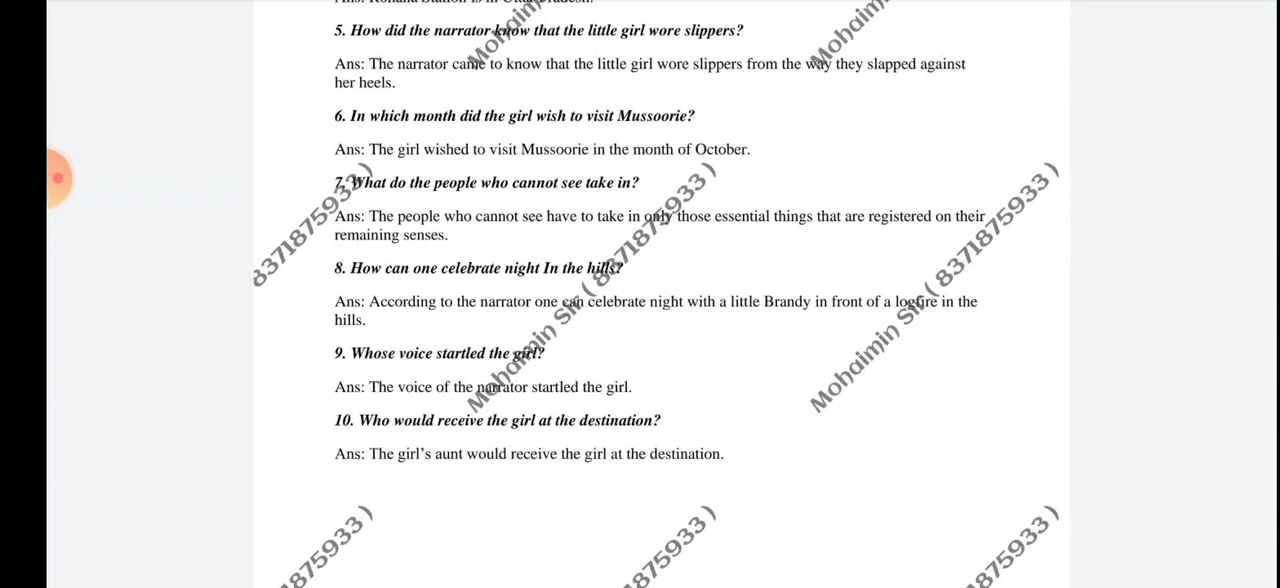 5. How did the narrator know that the little girl wore slippers?
Ans: The narrator came to know that the little girl wore slippers from the way they slapped against
her heels.
6. In which month did the girl wish to visit Mussoorie?
Ans: The girl wished to visit Mussoorie in the month of October.
7. What do the people who cannot see take in?
Ans: The people who cannot see have to take in only those essential things that are registered on their
remaining senses.
8. How can one celebrate night In the hills?
Ans: According to the narrator one can celebrate night with a little Brandy in front of a logfire in the
hills.
9. Whose voice startled the girl?
Ans: The voice of the narrator startled the girl.
10. Who would receive the girl at the destination?
Ans: The girl's aunt would receive the girl at the destination.
Mohaim
Mohaim
8371875933 )
Mohaimin Sir ( 8371875933 )
Mohaimin Sir ( 8371875933 )
1875933 )
1875933 )
1875933 )